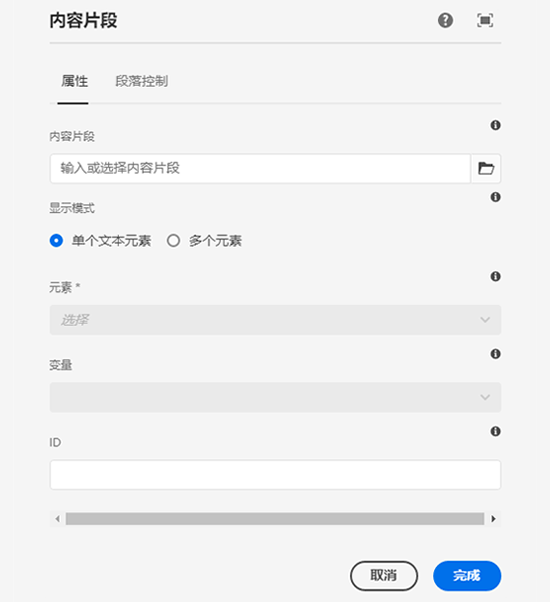 内容片段
属性 段落控制
内容片段
输入或选择内容片段
显示模式
单个文本元素 多个元素
元素 *
选择
变量
ID
取消 完成